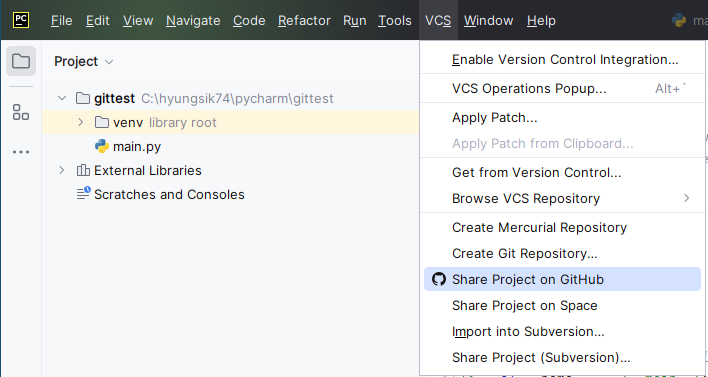 PC File Edit View Navigate Code Refactor Run Tools VCS Window Help
Project
gittest C:\hyungsik74\pycharm\gittest
venv library root
main.py
External Libraries
Scratches and Consoles
Enable Version Control Integration...
VCS Operations Popup... Alt+`
Apply Patch...
Apply Patch from Clipboard...
Get from Version Control...
Browse VCS Repository
Create Mercurial Repository
Create Git Repository...
Share Project on GitHub
Share Project on Space
Import into Subversion...
Share Project (Subversion)...